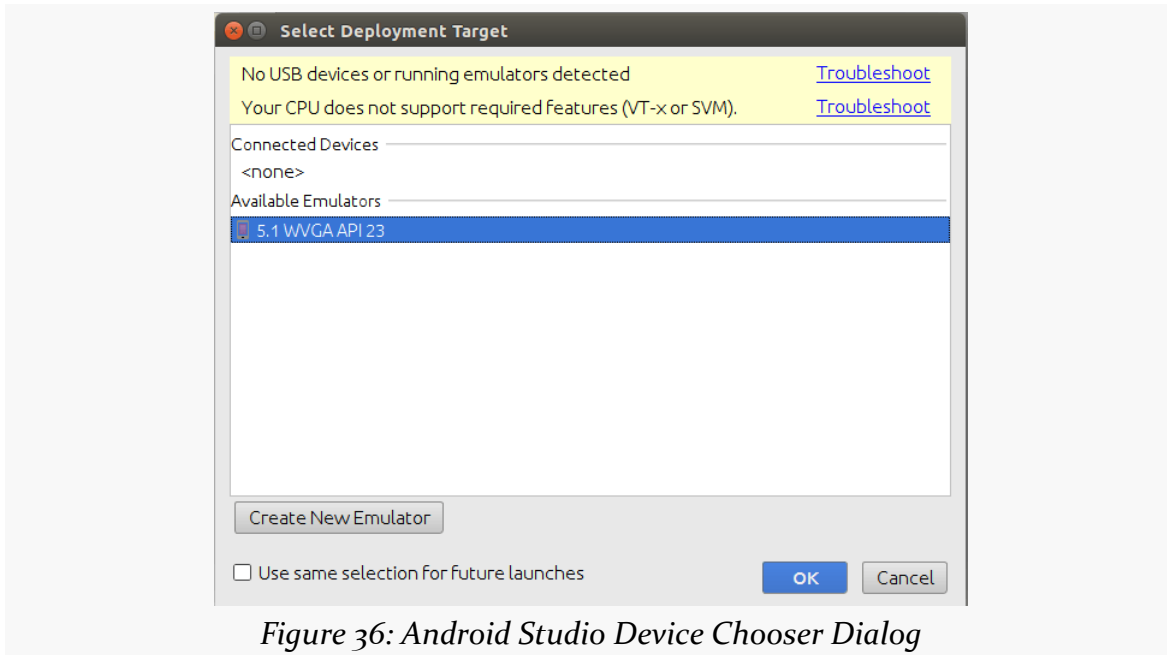 Select Deployment Target
No USB devices or running emulators detected Troubleshoot
Your CPU does not support required features (VT-x or SVM). Troubleshoot
Connected Devices
<none>
Available Emulators
5.1 WVGA API 23
Create New Emulator
Use same selection for future launches OK Cancel
Figure 36: Android Studio Device Chooser Dialog